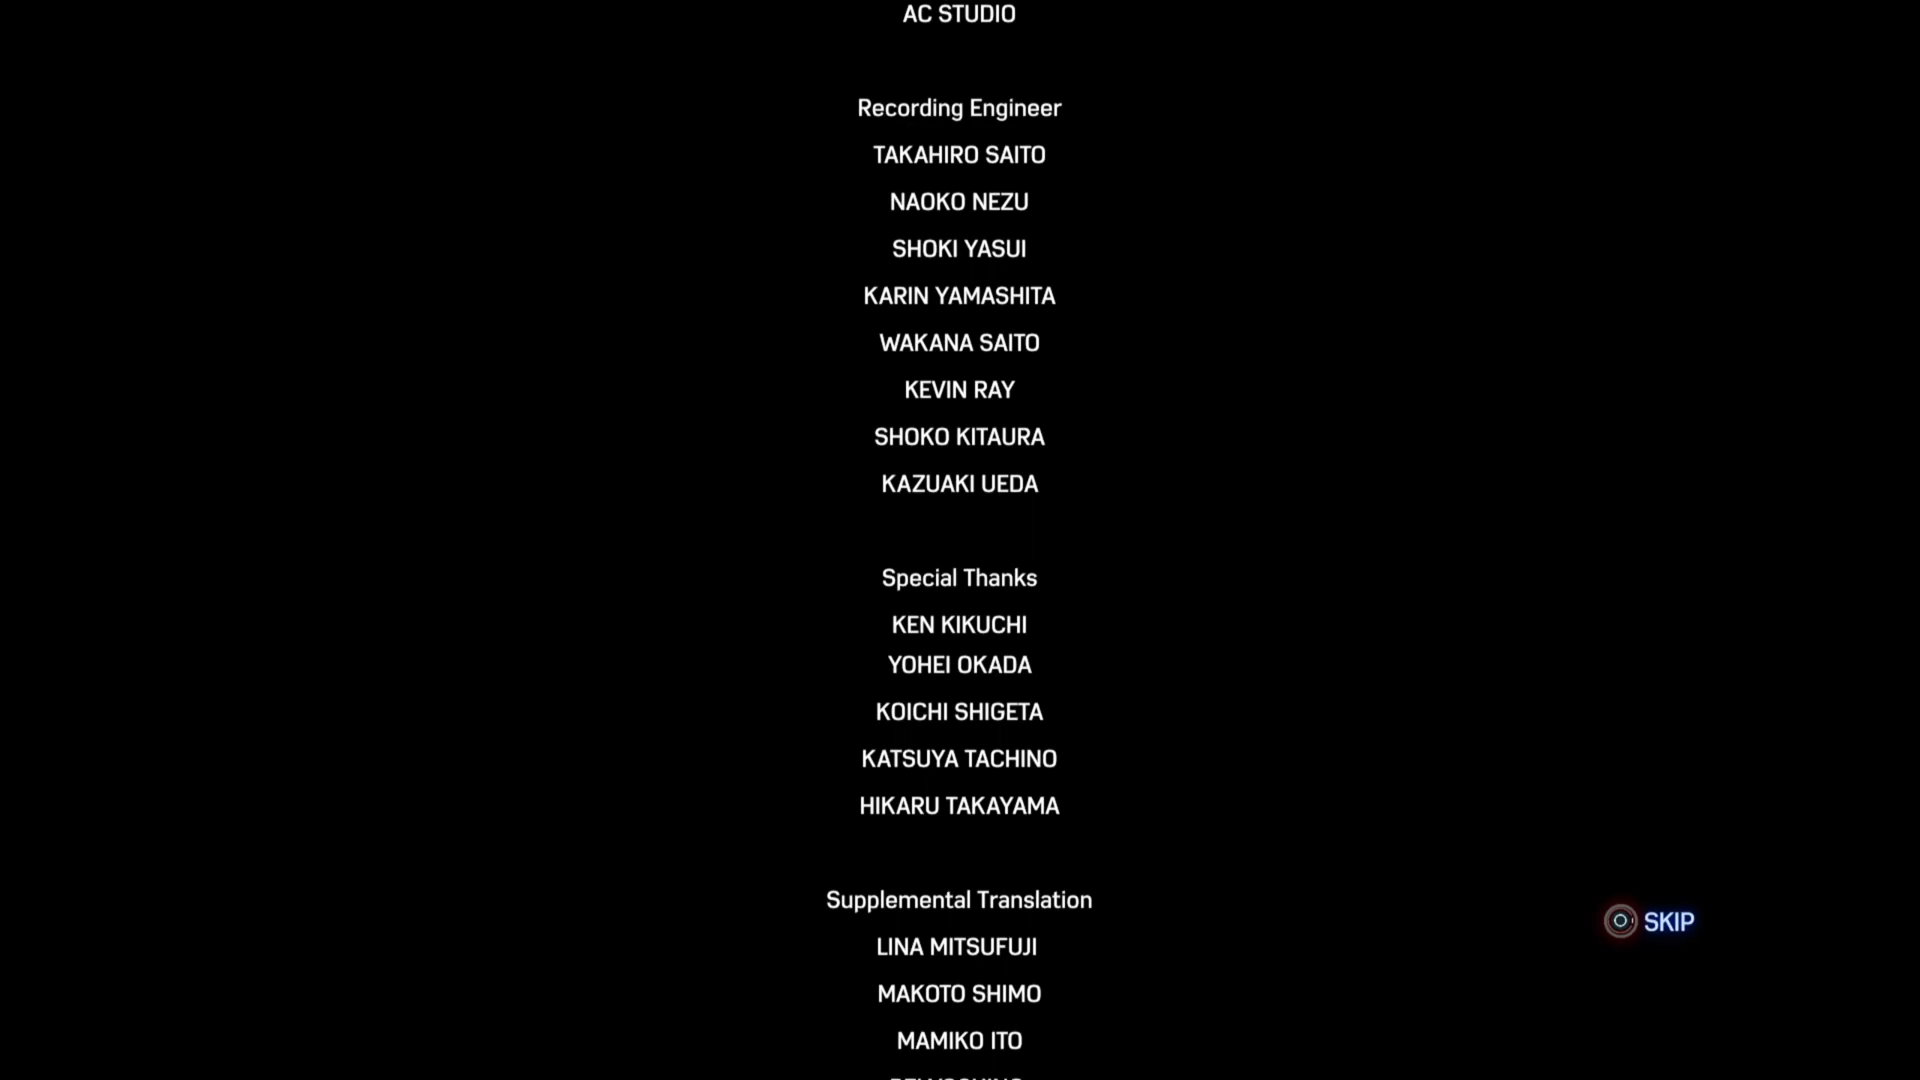 AC STUDIO
Recording Engineer
TAKAHIRO SAITO
NAOKO NEZU
SHOKI YASUI
KARIN YAMASHITA
WAKANA SAITO
KEVIN RAY
SHOKO KITAURA
KAZUAKI UEDA
Special Thanks
KEN KIKUCHI
YOHEI OKADA
KOICHI SHIGETA
KATSUYA TACHINO
HIKARU TAKAYAMA
Supplemental Translation
SKIP
LINA MITSUFUJI
MAKOTO SHIMO
MAMIKO ITO